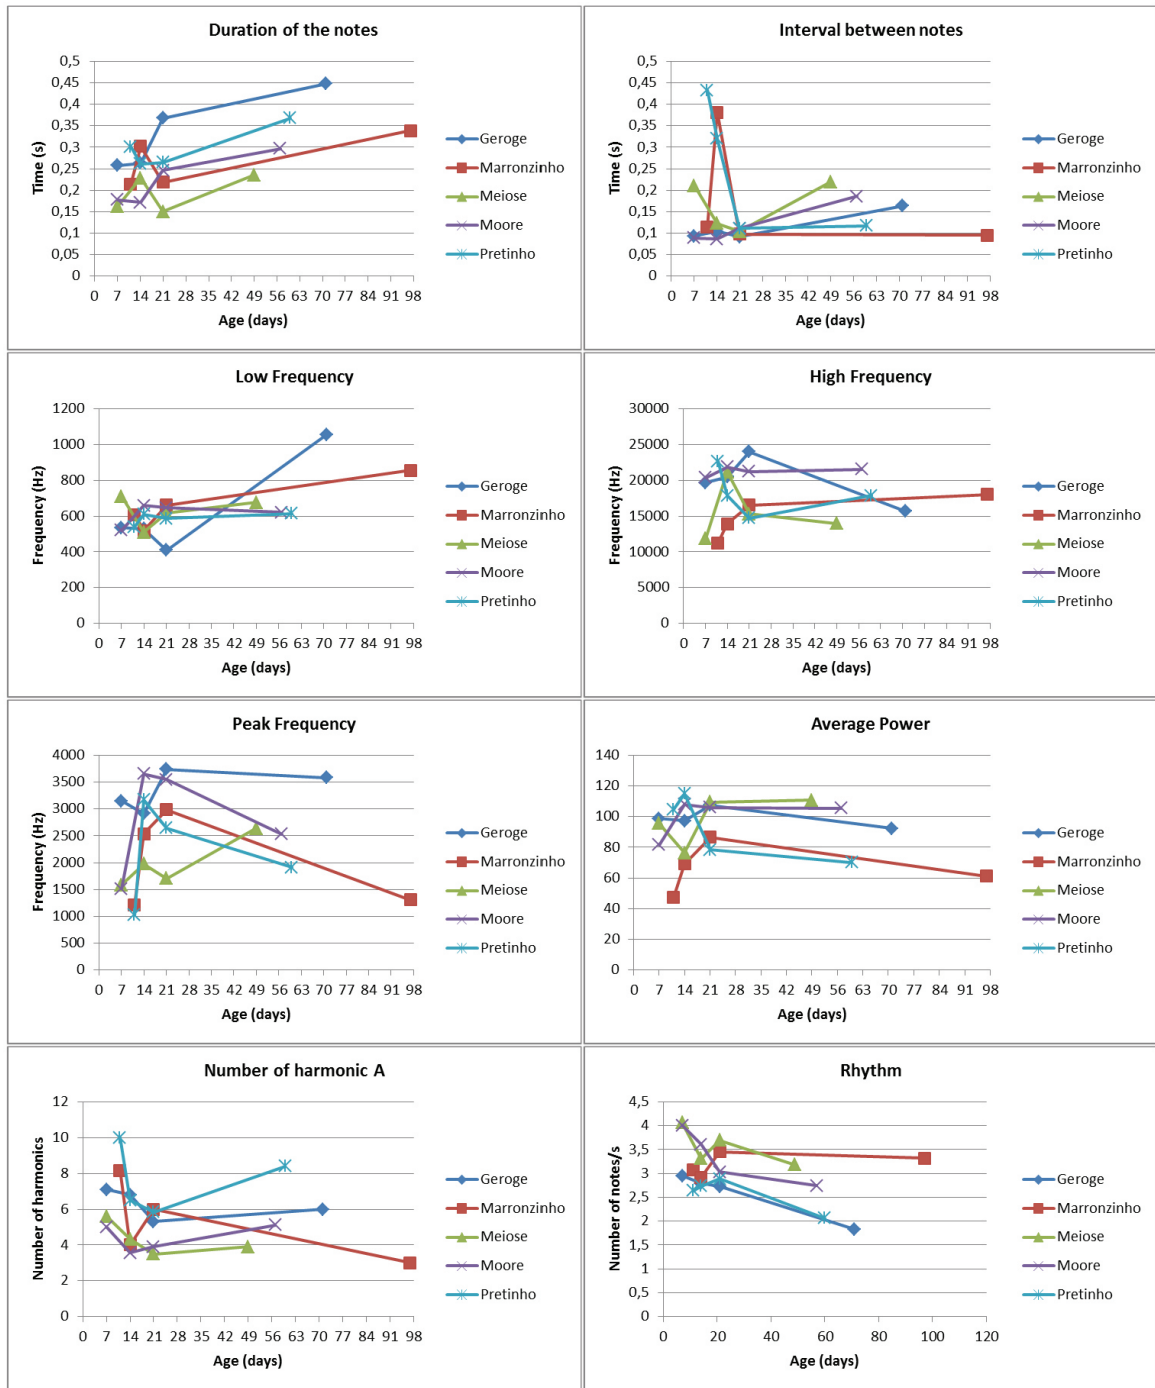 Duration of the notes
Time (s)
0,5
0,45
0,4
0,35
0,3
0,25
0,2
0,15
0,1
0,05
0
0 7 14 21 28 35 42 49 56 63 70 77 84 91 98
Age (days)
Geroge
Marronzinho
Meiose
Moore
Pretinho
Interval between notes
Time (s)
0,5
0,45
0,4
0,35
0,3
0,25
0,2
0,15
0,1
0,05
0
0 7 14 21 28 35 42 49 56 63 70 77 84 91 98
Age (days)
Geroge
Marronzinho
Meiose
Moore
Pretinho
Low Frequency
Frequency (Hz)
1200
1000
800
600
400
200
0
0 7 14 21 28 35 42 49 56 63 70 77 84 91 98
Age (days)
Geroge
Marronzinho
Meiose
Moore
Pretinho
High Frequency
Frequency (Hz)
30000
25000
20000
15000
10000
5000
0
0 7 14 21 28 35 42 49 56 63 70 77 84 91 98
Age (days)
Geroge
Marronzinho
Meiose
Moore
Pretinho
Peak Frequency
Frequency (Hz)
4000
3500
3000
2500
2000
1500
1000
500
0
0 7 14 21 28 35 42 49 56 63 70 77 84 91 98
Age (days)
Geroge
Marronzinho
Meiose
Moore
Pretinho
Average Power
140
120
100
80
60
40
20
0
0 7 14 21 28 35 42 49 56 63 70 77 84 91 98
Age (days)
Geroge
Marronzinho
Meiose
Moore
Pretinho
Number of harmonic A
Number of harmonics
12
10
8
6
4
2
0
0 7 14 21 28 35 42 49 56 63 70 77 84 91 98
Age (days)
Geroge
Marronzinho
Meiose
Moore
Pretinho
Rhythm
Number of notes/s
4,5
4
3,5
3
2,5
2
1,5
1
0,5
0
0 20 40 60 80 100 120
Age (days)
Geroge
Marronzinho
Meiose
Moore
Pretinho